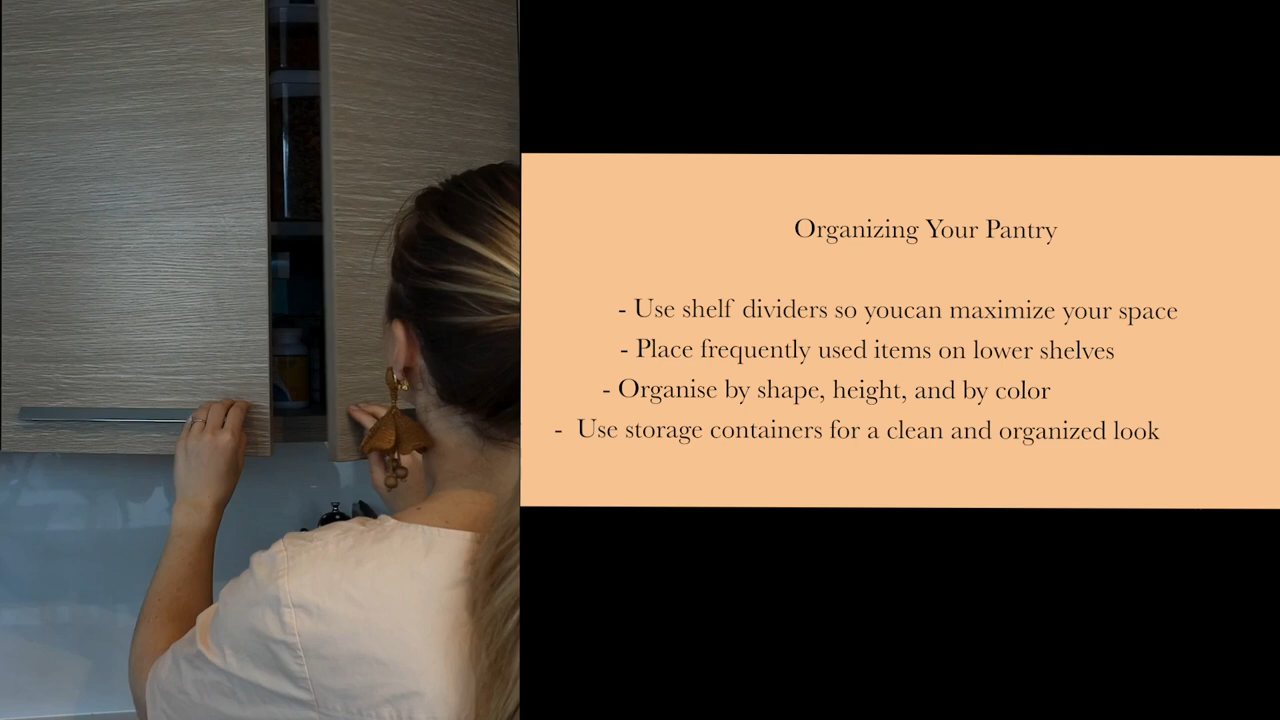 Organizing Your Pantry
- Use shelf dividers so youcan maximize your space
- Place frequently used items on lower shelves
- Organise by shape, height, and by color
- Use storage containers for a clean and organized look